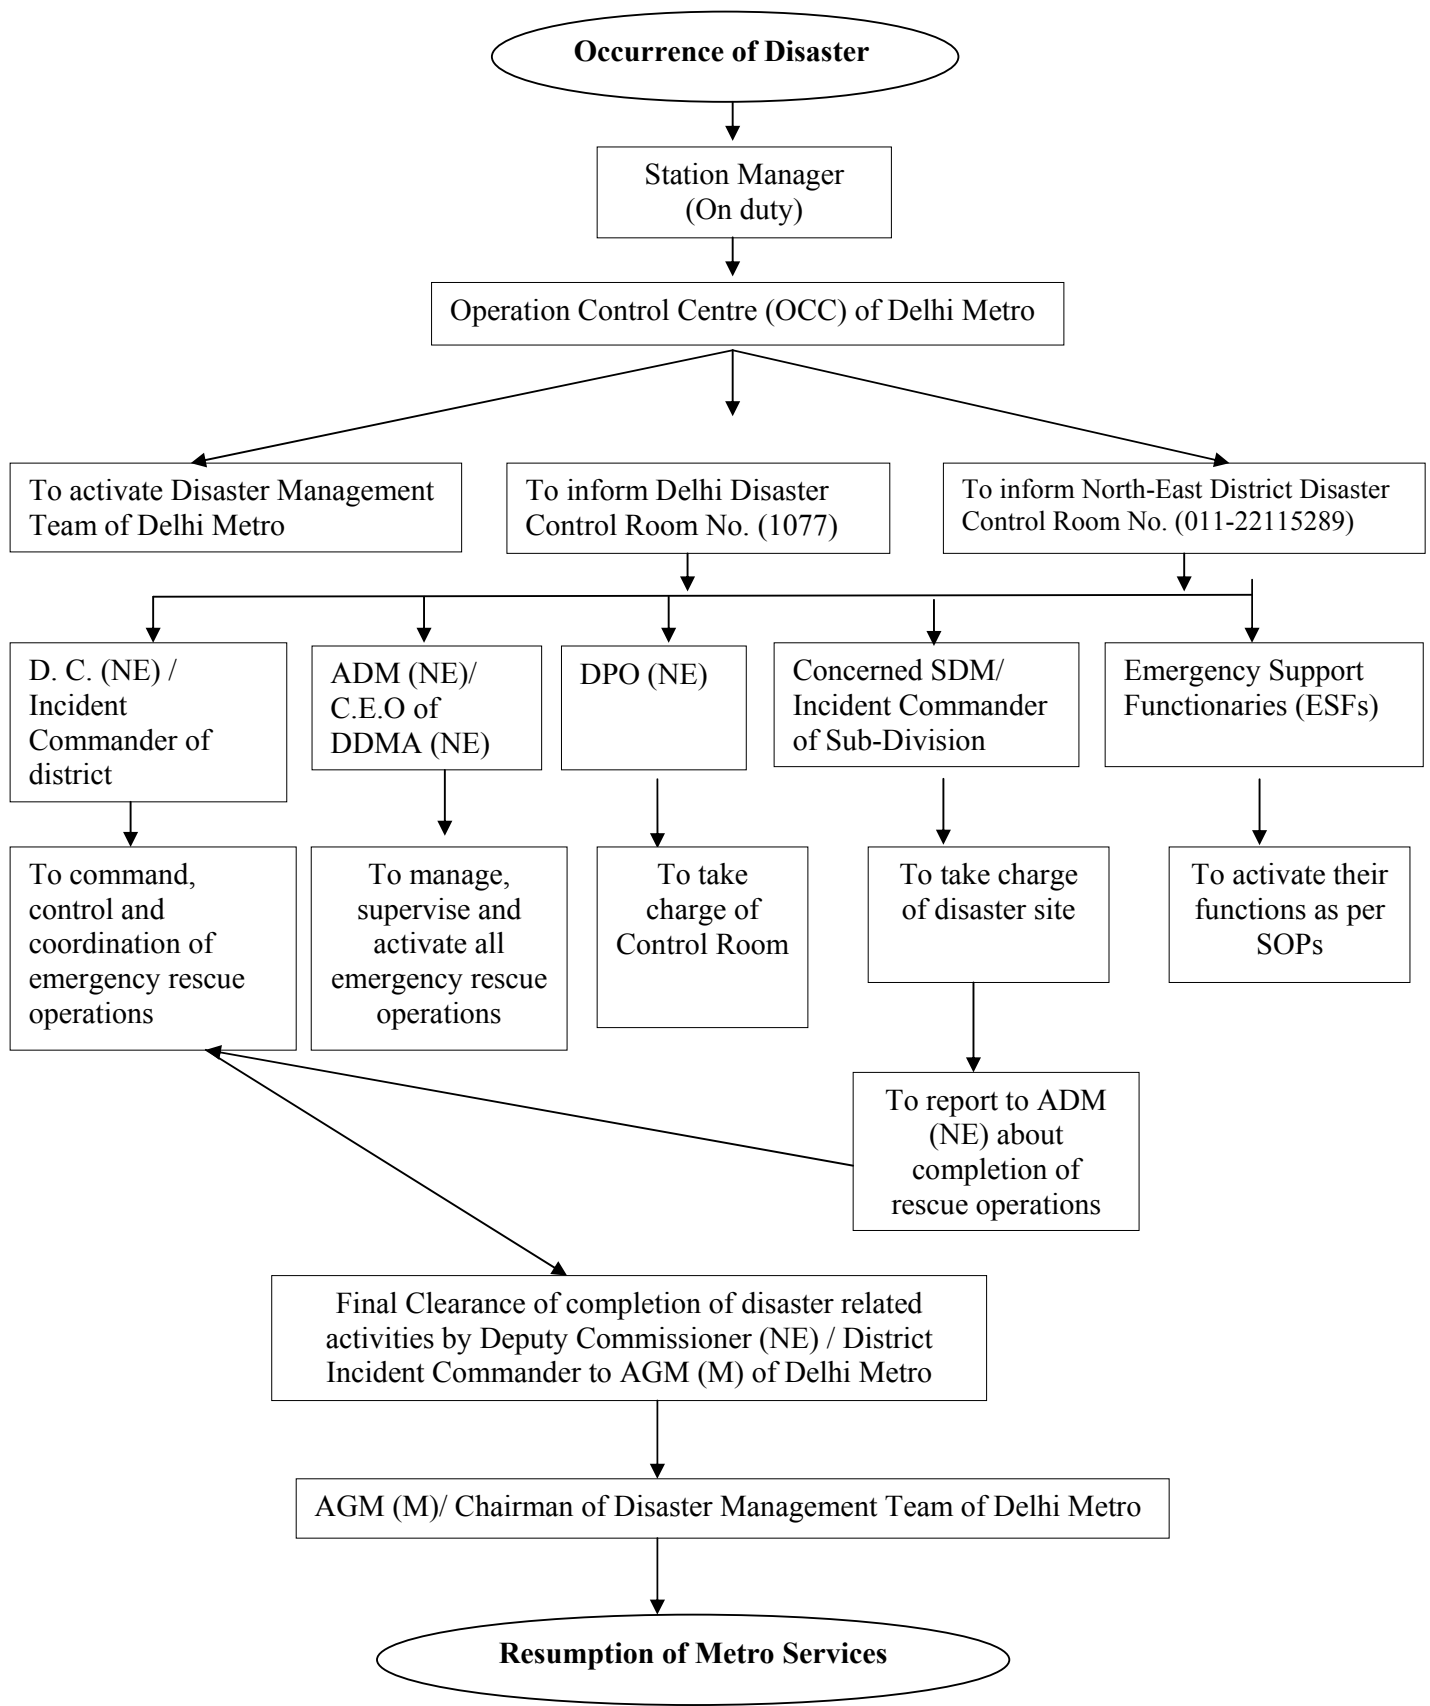 Occurrence of Disaster
Station Manager
(On duty)
Operation Control Centre (OCC) of Delhi Metro
To activate Disaster Management
Team of Delhi Metro
To inform Delhi Disaster
Control Room No. (1077)
To inform North-East District Disaster
Control Room No. (011-22115289)
D. C. (NE) /
Incident
Commander of
district
ADM (NE)/
C.E.O of
DDMA (NE)
DPO (NE)
Concerned SDM/
Incident Commander
of Sub-Division
Emergency Support
Functionaries (ESFs)
To command,
control and
coordination of
emergency rescue
operations
To manage,
supervise and
activate all
emergency rescue
operations
To take
charge of
Control Room
To take charge
of disaster site
To activate their
functions as per
SOPs
To report to ADM
(NE) about
completion of
rescue operations
Final Clearance of completion of disaster related
activities by Deputy Commissioner (NE) / District
Incident Commander to AGM (M) of Delhi Metro
AGM (M)/ Chairman of Disaster Management Team of Delhi Metro
Resumption of Metro Services